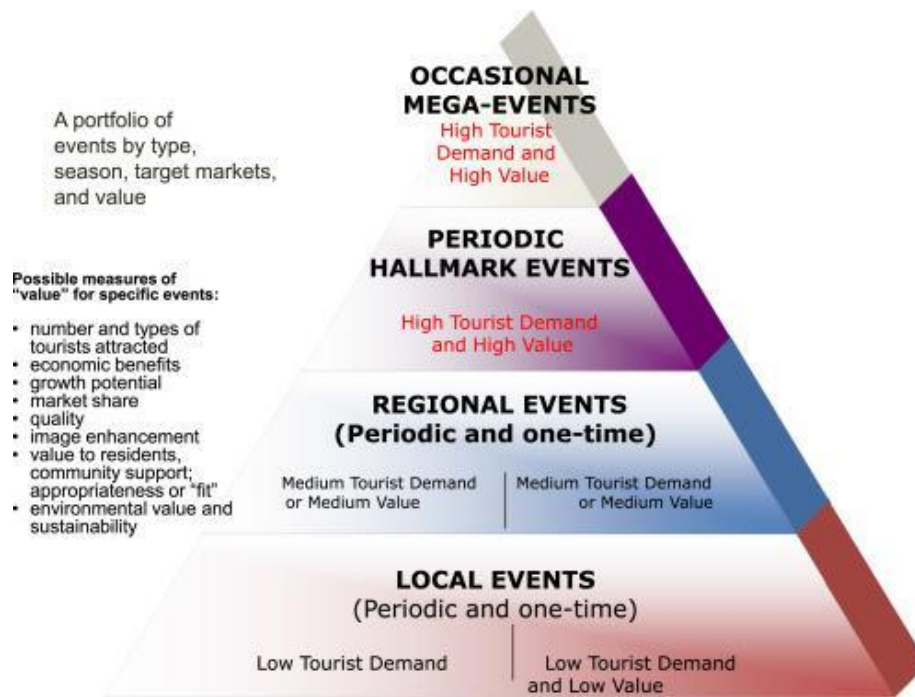 A portfolio of
events by type,
season, target markets,
and value
Possible measures of
“value” for specific events:
• number and types of
tourists attracted
• economic benefits
• growth potential
• market share
• quality
• image enhancement
• value to residents,
community support;
appropriateness or “fit”
• environmental value and
sustainability
OCCASIONAL
MEGA-EVENTS
High Tourist
Demand and
High Value
PERIODIC
HALLMARK EVENTS
High Tourist Demand
and High Value
REGIONAL EVENTS
(Periodic and one-time)
Medium Tourist Demand
or Medium Value
Medium Tourist Demand
or Medium Value
LOCAL EVENTS
(Periodic and one-time)
Low Tourist Demand
Low Tourist Demand
and Low Value